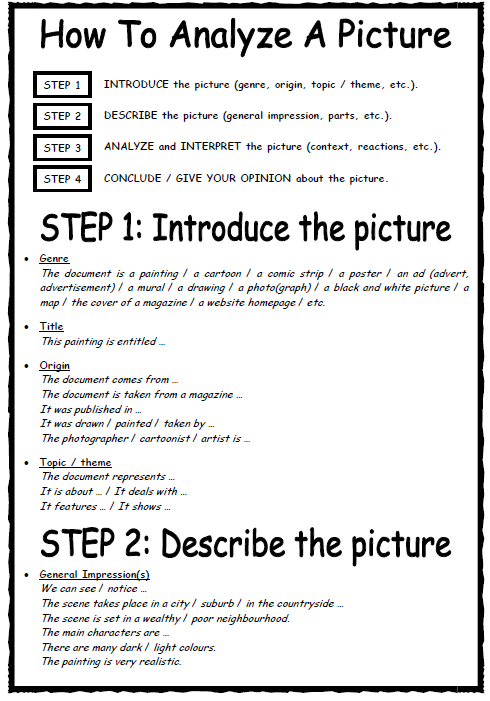 How To Analyze A Picture
STEP 1 INTRODUCE the picture (genre, origin, topic / theme, etc.).
STEP 2 DESCRIBE the picture (general impression, parts, etc.).
STEP 3 ANALYZE and INTERPRET the picture (context, reactions, etc.).
STEP 4 CONCLUDE / GIVE YOUR OPINION about the picture.
STEP 1: Introduce the picture
• Genre
The document is a painting / a cartoon / a comic strip / a poster / an ad (advert,
advertisement) / a mural / a drawing / a photo(graph) / a black and white picture / a
map / the cover of a magazine / a website homepage / etc.
• Title
This painting is entitled …
• Origin
The document comes from …
The document is taken from a magazine …
It was published in …
It was drawn / painted / taken by …
The photographer / cartoonist / artist is …
• Topic / theme
The document represents …
It is about … / It deals with …
It features … / It shows …
STEP 2: Describe the picture
• General Impression(s)
We can see / notice …
The scene takes place in a city / suburb / in the countryside …
The scene is set in a wealthy / poor neighbourhood.
The main characters are …
There are many dark / light colours.
The painting is very realistic.